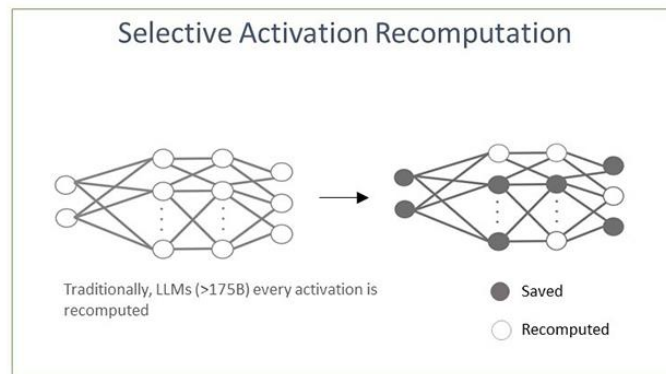 Selective Activation Recomputation
Traditionally, LLMs (>175B) every activation is
recomputed
Saved
Recomputed